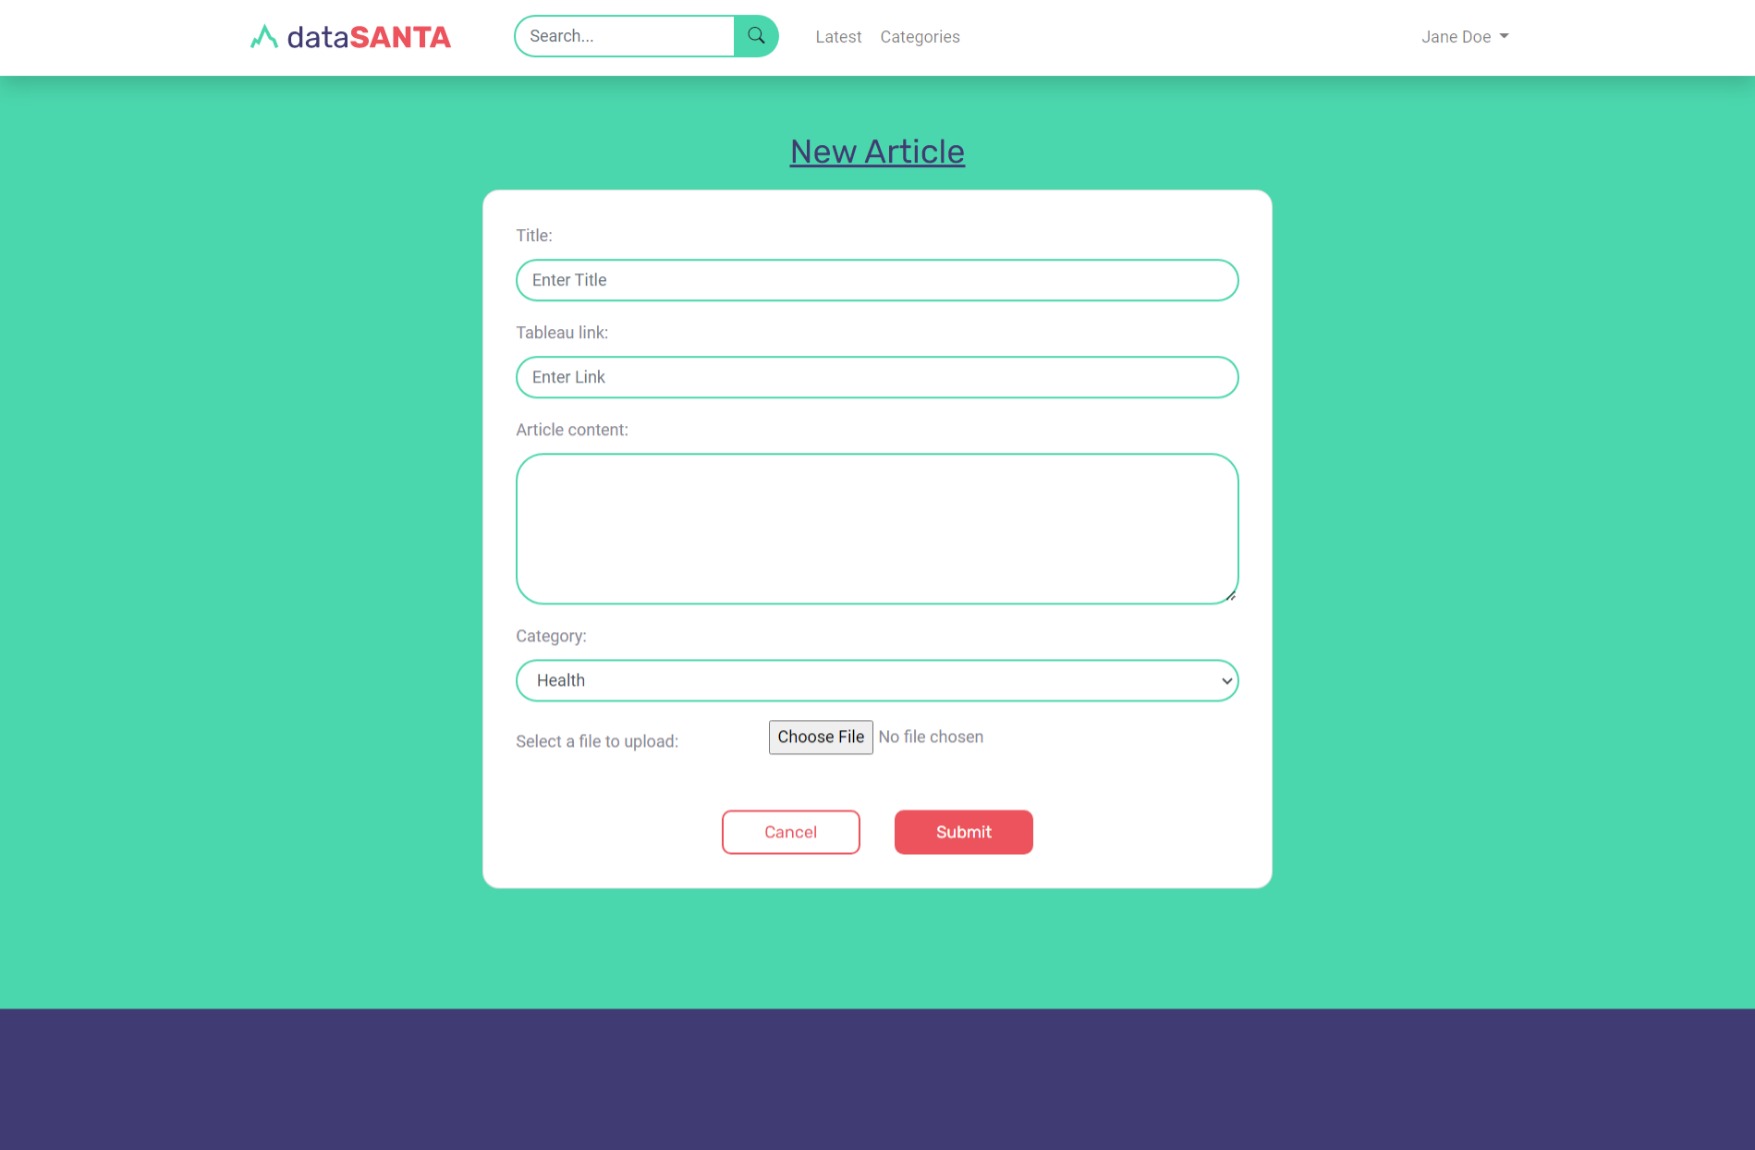 dataSANTA
Search...
Latest
Categories
Jane Doe
New Article
Title:
Enter Title
Tableau link:
Enter Link
Article content:
Category:
Health
Select a file to upload:
Choose File No file chosen
Cancel
Submit